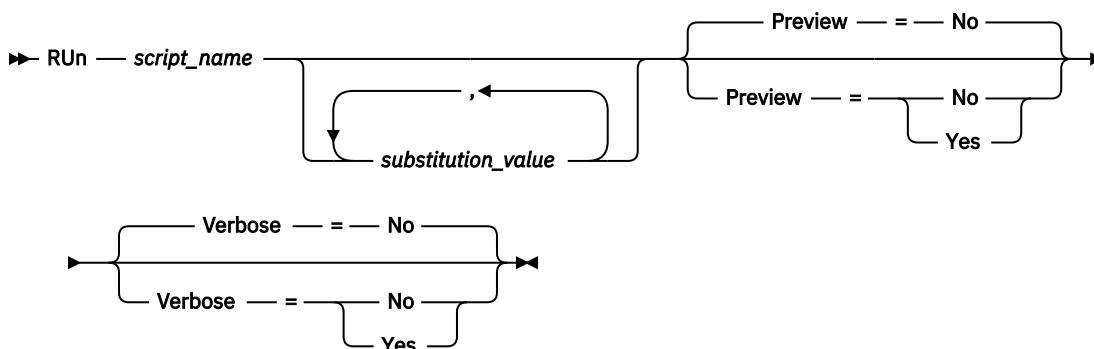 RUn script_name
,
substitution_value
Preview = No
Preview = No
Yes
Verbose = No
Verbose = No
Yes